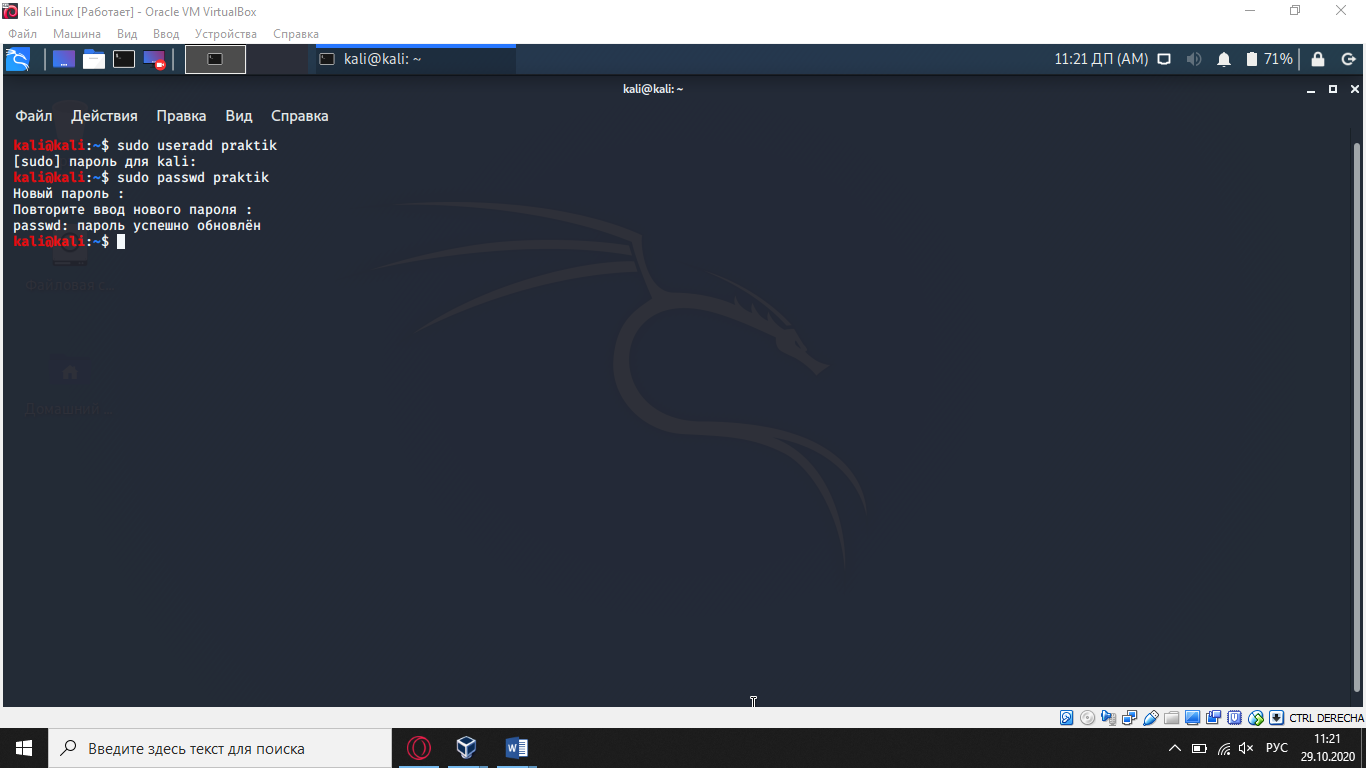 Kali Linux [Работает] - Oracle VM VirtualBox
Файл Машина Вид Ввод Устройства Справка
kali@kali: ~ 11:21 ДП (AM) 71%
kali@kali: ~
Файл Действия Правка Вид Справка
kali@kali:~$ sudo useradd praktik
[sudo] пароль для kali:
kali@kali:~$ sudo passwd praktik
Новый пароль :
Повторите ввод нового пароля :
passwd: пароль успешно обновлён
kali@kali:~$
Файловая с...
Домашний ...
CTRL DERECHA
Введите здесь текст для поиска
РУС
11:21
29.10.2020